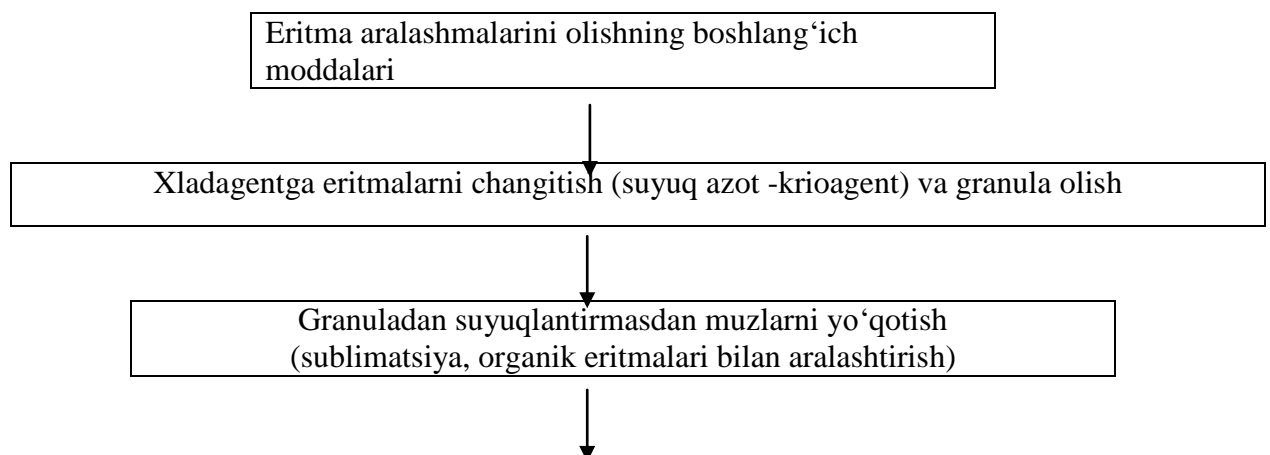 Eritma aralashmalarini olishning boshlang‘ich
moddalari
Xladagentga eritmalarni changitish (suyuq azot -krioagent) va granula olish
Granuladan suyuqlantirmasdan muzlarni yo‘qotish
(sublimatsiya, organik eritmalari bilan aralashtirish)